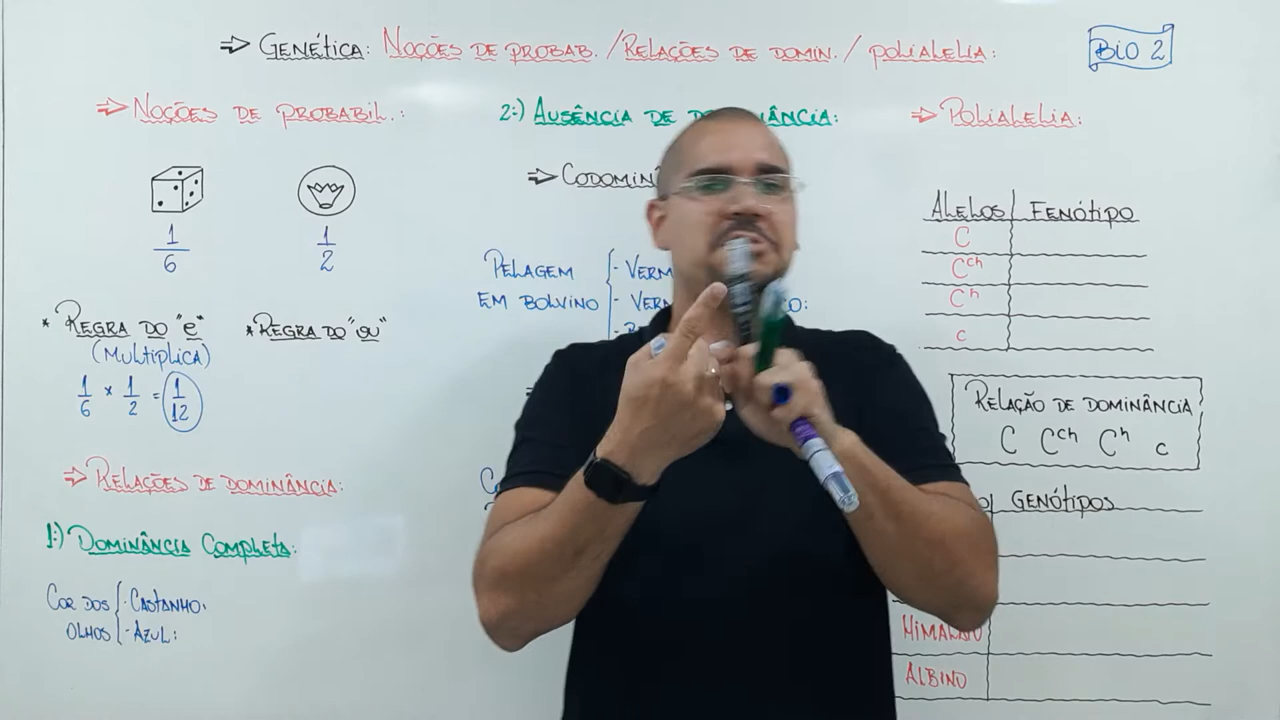 ⇒ GENÉTICA: NOÇÕES DE PROBAB. / RELAÇÕES DE DOMIN. / POLIALELIA:
BIO 2
⇒ NOÇÕES DE PROBABIL.:
1/6
1/2
* REGRA DO "e"
(MULTIPLICA)
1/6 × 1/2 = 1/12
* REGRA DO "ou"
⇒ RELAÇÕES DE DOMINÂNCIA:
1:) DOMINÂNCIA COMPLETA:
COR DOS OLHOS { - CASTANHO:
- AZUL:
2:) AUSÊNCIA DE
⇒
PELAGEM
EM BOLVINO
⇒ POLIALELIA:
ALELOS | FENÓTIPO
C
Cch
Ch
c
RELAÇÃO DE DOMINÂNCIA
C Cch Ch c
GENÓTIPOS
ALBINO